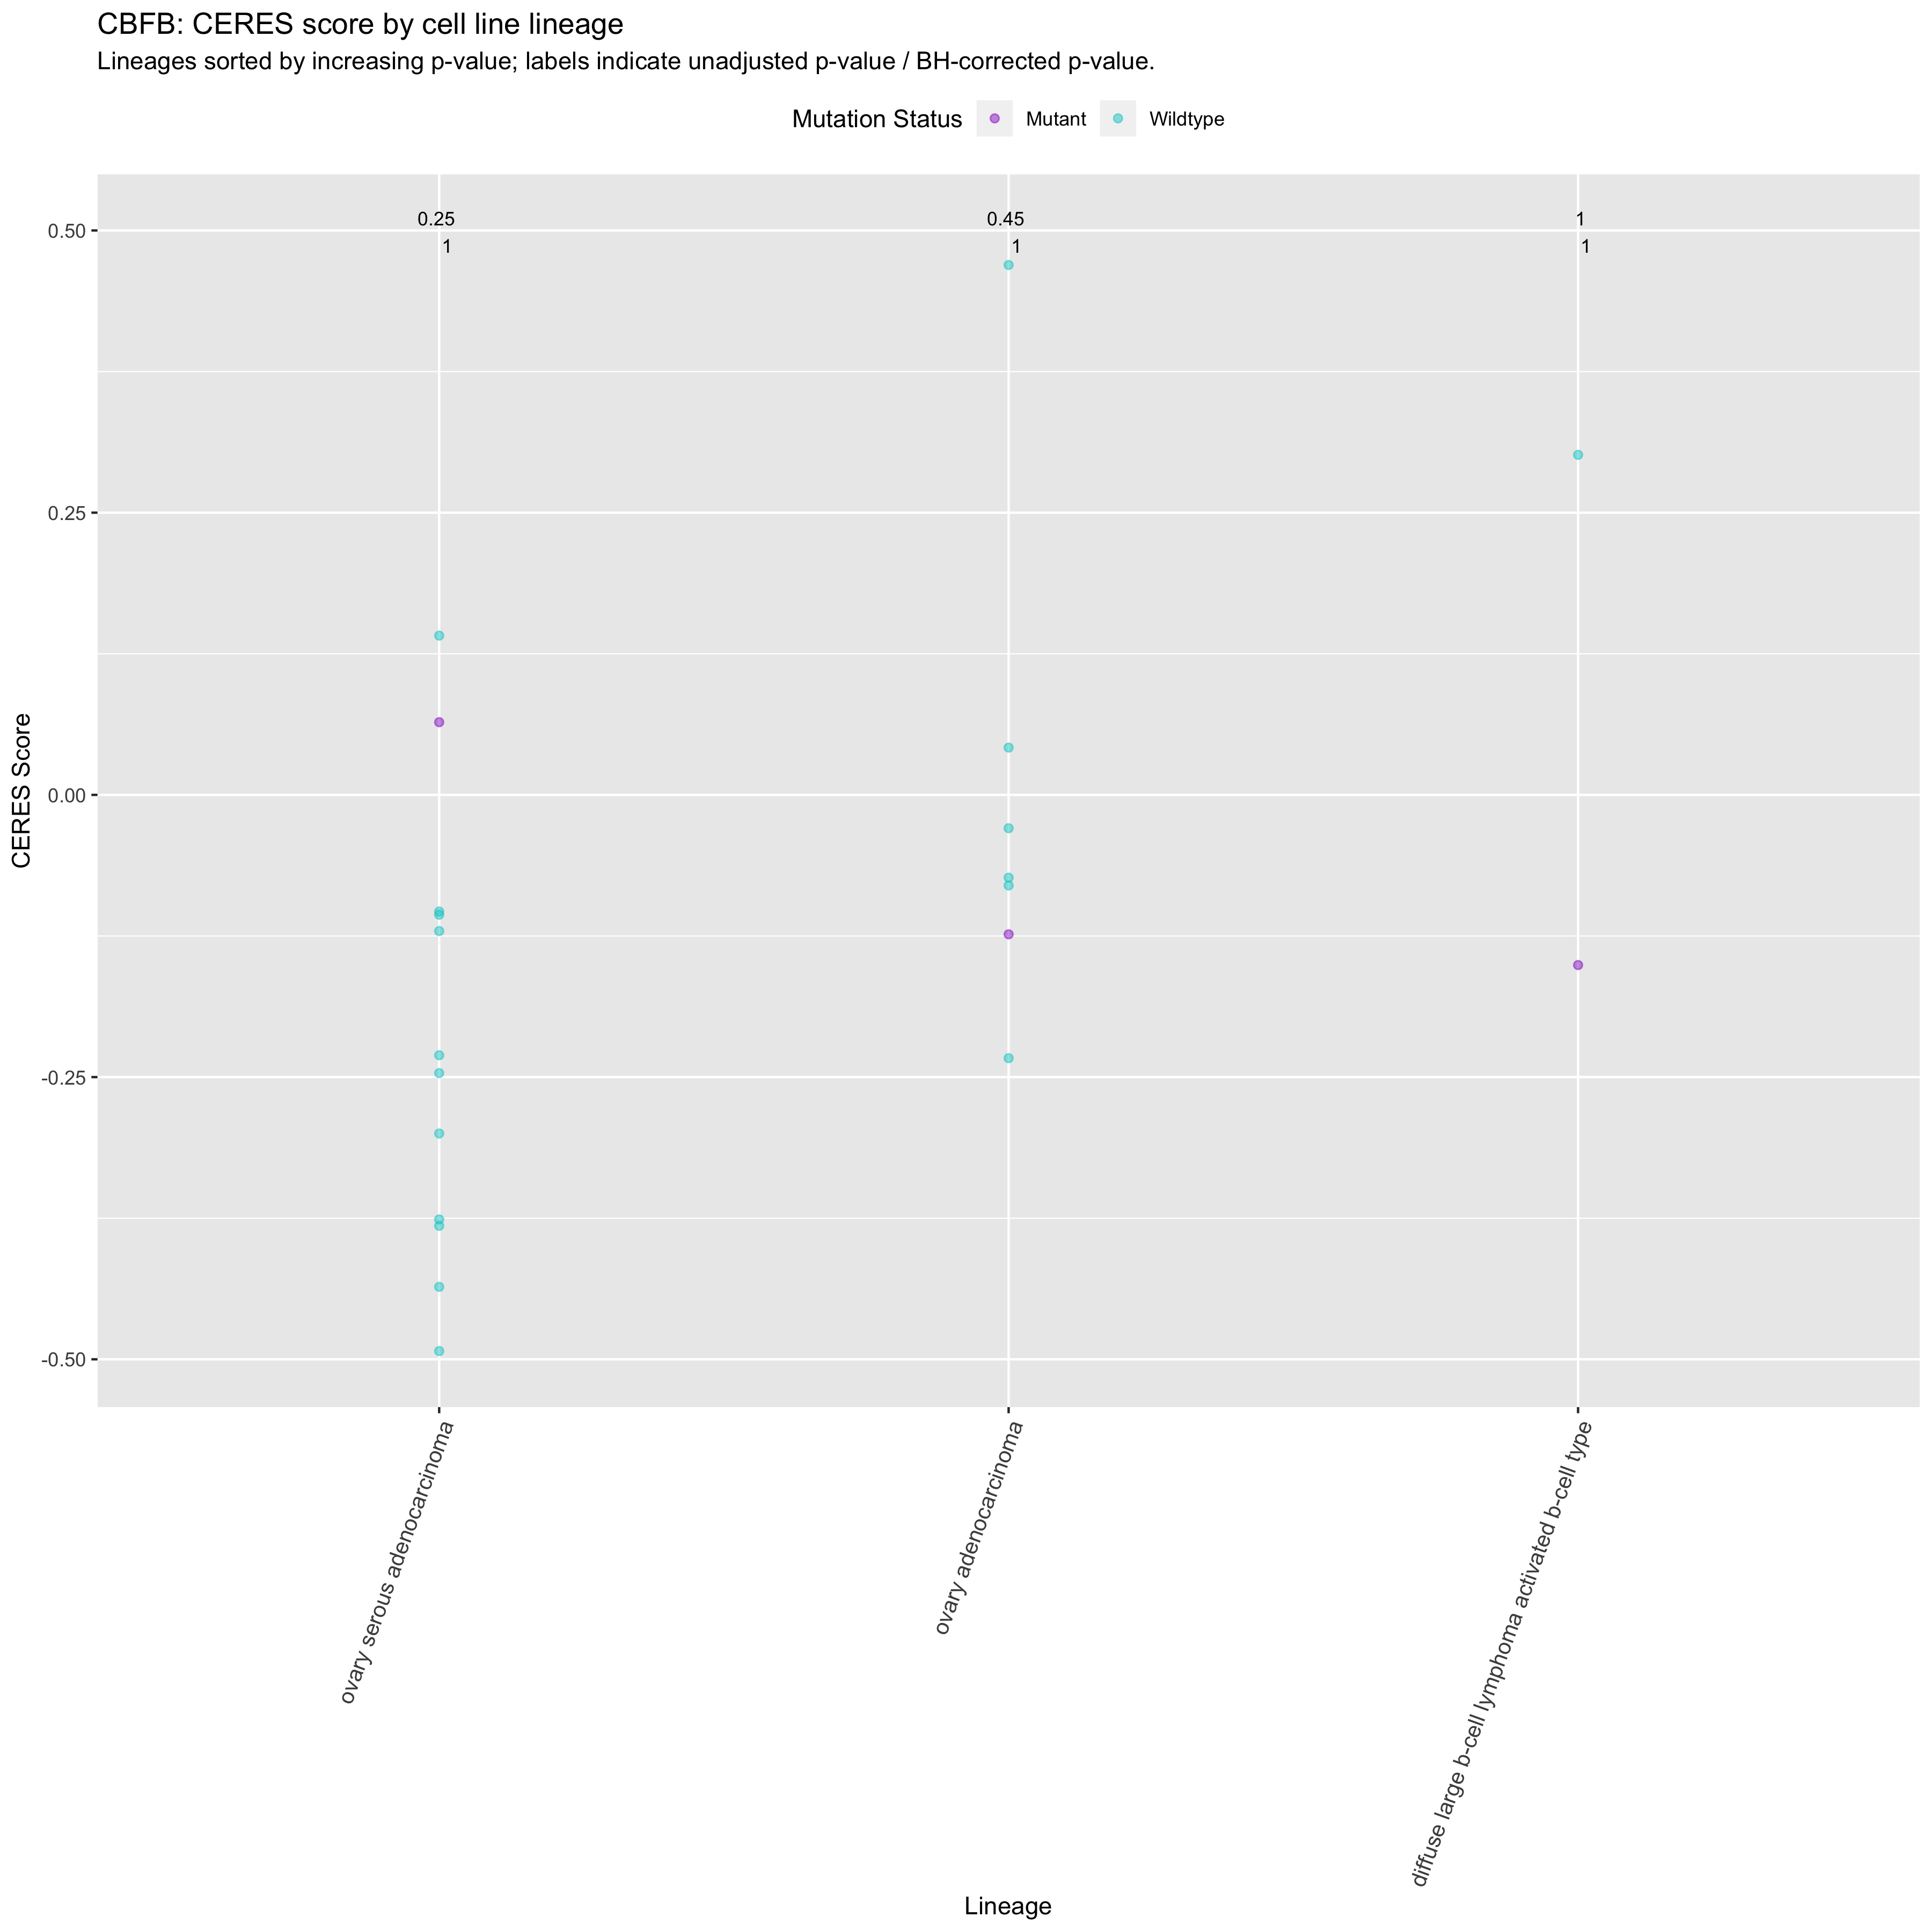 CBFB: CERES score by cell line lineage
Lineages sorted by increasing p-value; labels indicate unadjusted p-value / BH-corrected p-value.
Mutation Status Mutant Wildtype
0.25 0.45 1
1 1 1
0.50
0.25
0.00
-0.25
-0.50
CERES Score
ovary serous adenocarcinoma
ovary adenocarcinoma
diffuse large b-cell lymphoma activated b-cell type
Lineage